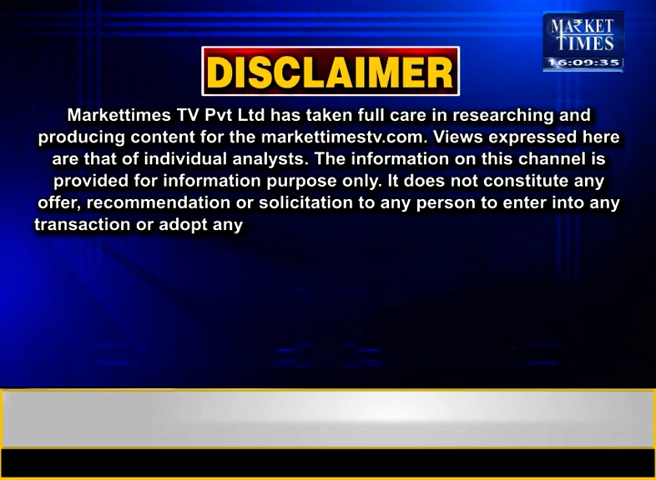 MARKET
TIMES
16:09:35
DISCLAIMER
Markettimes TV Pvt Ltd has taken full care in researching and
producing content for the markettimestv.com. Views expressed here
are that of individual analysts. The information on this channel is
provided for information purpose only. It does not constitute any
offer, recommendation or solicitation to any person to enter into any
transaction or adopt any